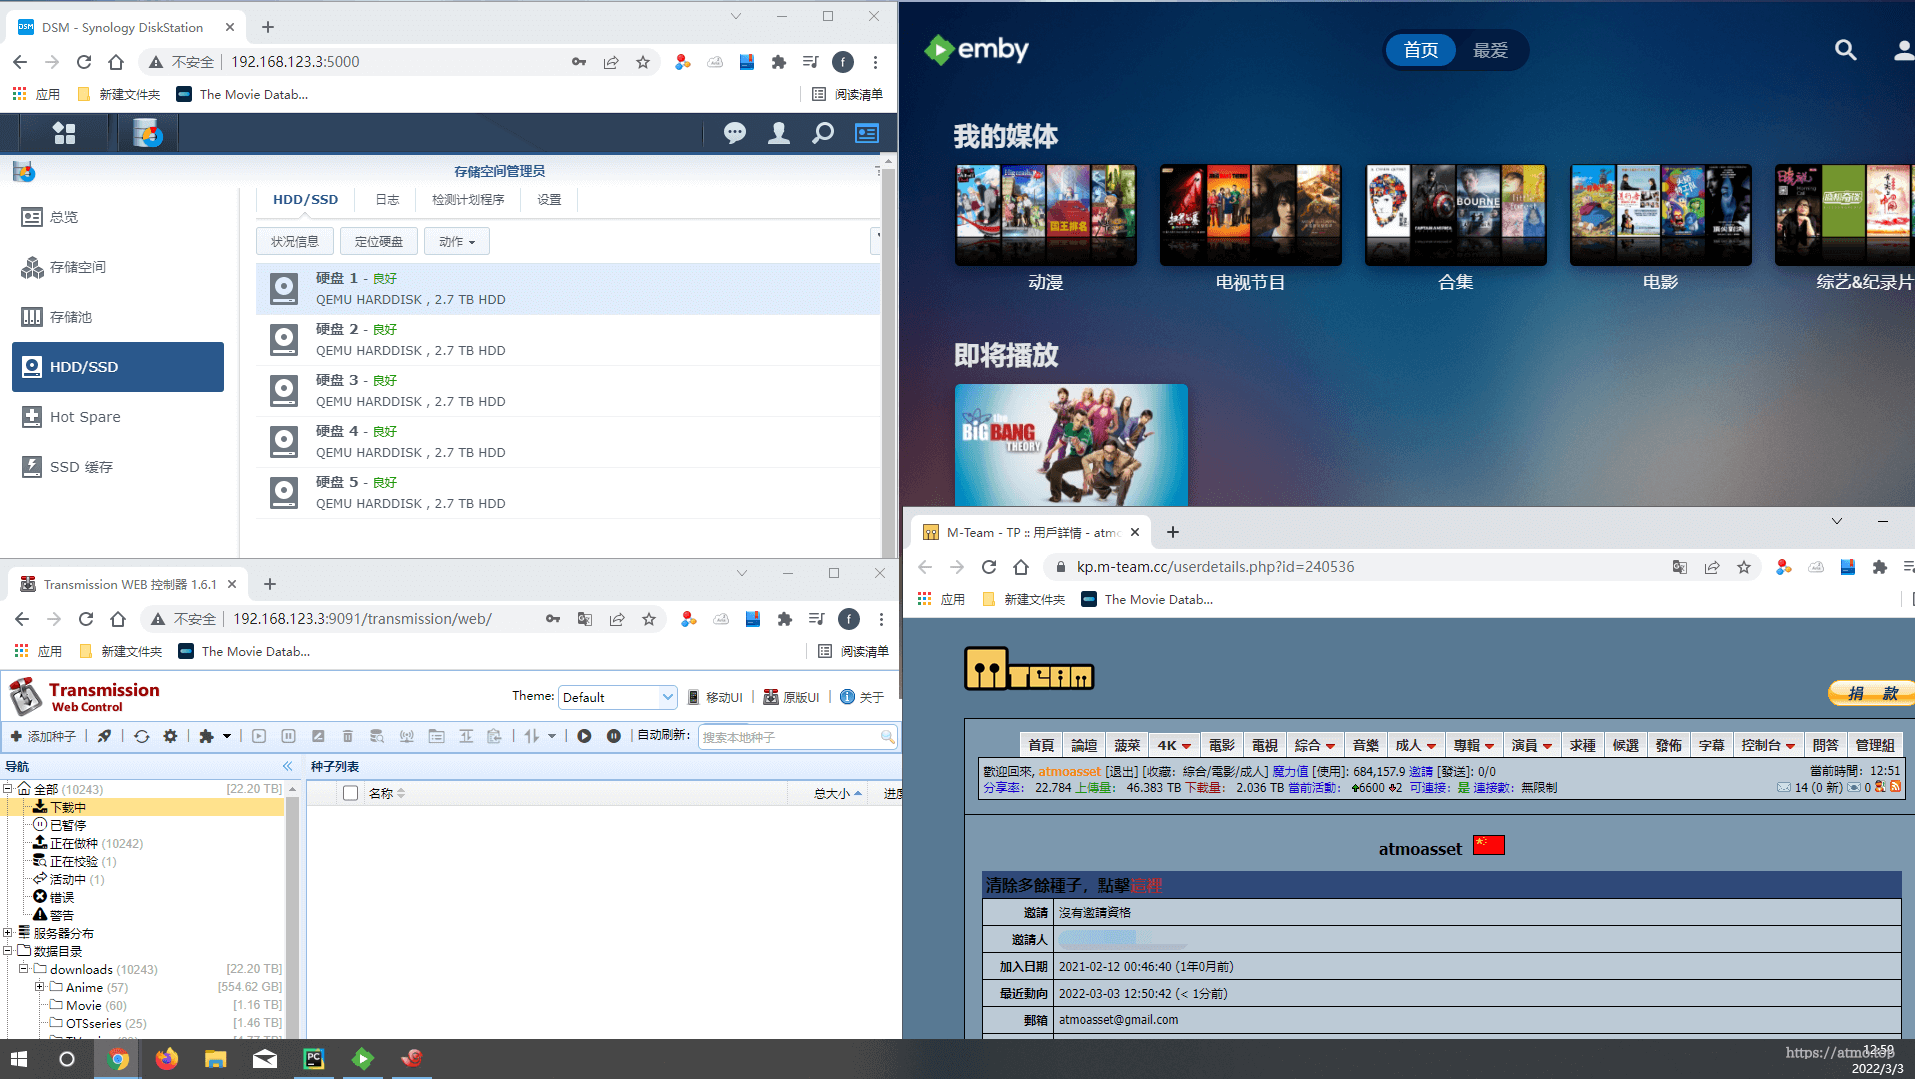 DSM - Synology DiskStation
不安全 192.168.123.3:5000
应用 新建文件夹 The Movie Datab... 阅读清单
存储空间管理员
总览
存储空间
存储池
HDD/SSD
Hot Spare
SSD 缓存
HDD/SSD 日志 检测计划程序 设置
状况信息 定位硬盘 动作
硬盘 1 - 良好
QEMU HARDDISK , 2.7 TB HDD
硬盘 2 - 良好
QEMU HARDDISK , 2.7 TB HDD
硬盘 3 - 良好
QEMU HARDDISK , 2.7 TB HDD
硬盘 4 - 良好
QEMU HARDDISK , 2.7 TB HDD
硬盘 5 - 良好
QEMU HARDDISK , 2.7 TB HDD
emby
首页 最爱
我的媒体
国王排名
BOURNE
little forest
动漫 电视节目 合集 电影 综艺&纪录片
即将播放
the BIG BANG THEORY
Transmission WEB 控制器 1.6.1
不安全 192.168.123.3:9091/transmission/web/
应用 新建文件夹 The Movie Datab... 阅读清单
Transmission
Web Control
Theme: Default 移动UI | 原版UI | 关于
添加种子 自动刷新: 搜索本地种子
导航 种子列表
名称 总大小 进度
全部 (10243) [22.20 TB]
下载中
已暂停
正在做种 (10242)
正在校验 (1)
活动中 (1)
错误
警告
服务器分布
数据目录
downloads (10243) [22.20 TB]
Anime (57) [554.62 GB]
Movie (60) [1.16 TB]
OTSseries (25) [1.46 TB]
M-Team - TP :: 用戶詳情 - atmo
kp.m-team.cc/userdetails.php?id=240536
应用 新建文件夹 The Movie Datab...
M TEAM
捐 款
首頁 論壇 菠菜 4K 電影 電視 綜合 音樂 成人 專輯 演員 求種 候選 發佈 字幕 控制台 問答 管理組
歡迎回來, atmoasset [退出] [收藏: 綜合/電影/成人] 魔力值 [使用]: 684,157.9 邀請 [發送]: 0/0 當前時間: 12:51
分享率: 22.784 上傳量: 46.383 TB 下載量: 2.036 TB 當前活動: 6600 2 可連接: 是 連接數: 無限制 14 (0 新) 0
atmoasset
清除多餘種子, 點擊這裡
邀請 沒有邀請資格
邀請人
加入日期 2021-02-12 00:46:40 (1年0月前)
最近動向 2022-03-03 12:50:42 (< 1分前)
郵箱 atmoasset@gmail.com
https://atmo.top
12:59
2022/3/3